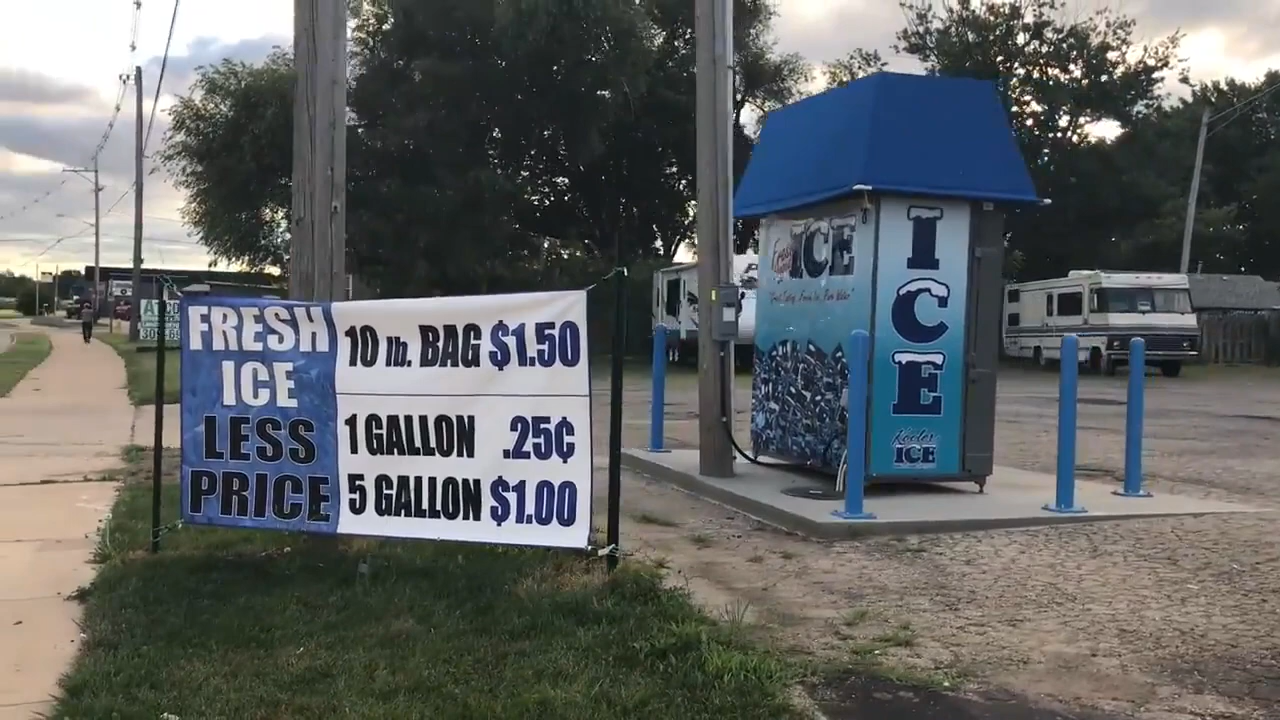 FRESH
ICE
LESS
PRICE
10 lb. BAG $1.50
1 GALLON .25¢
5 GALLON $1.00
ICE
ICE
Kooler
ICE